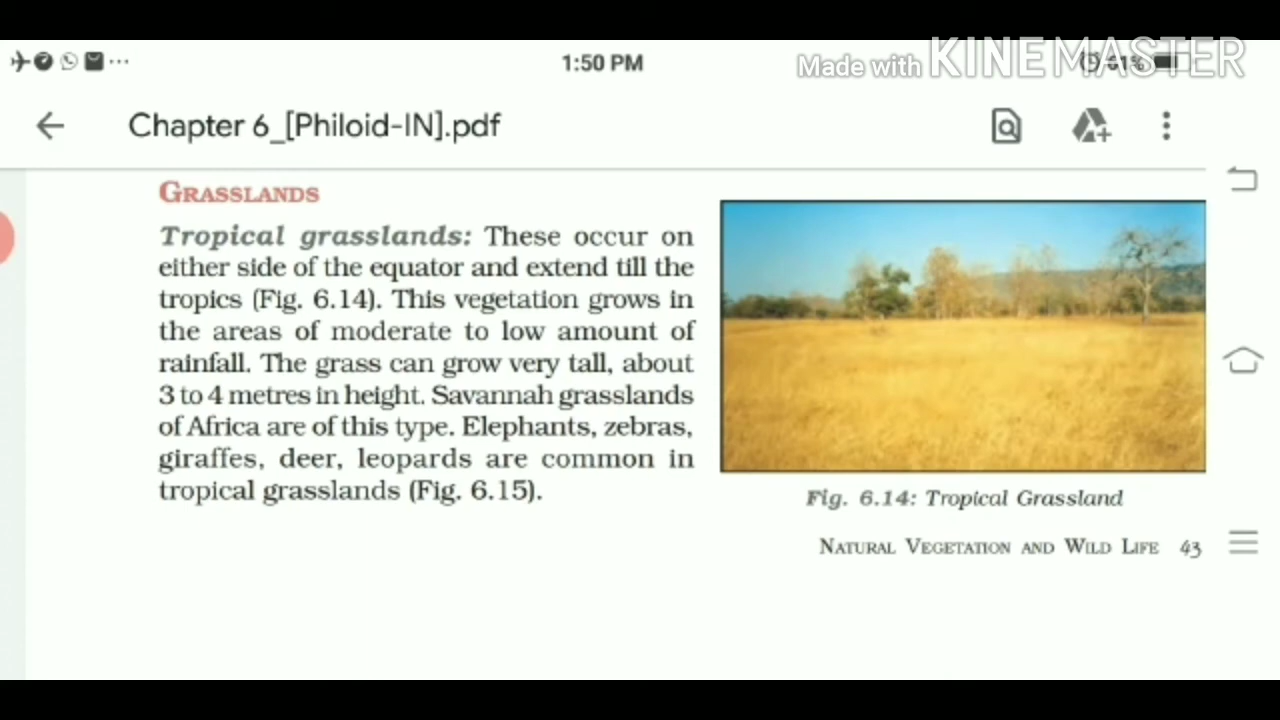 1:50 PM
Made with KINEMASTER
Chapter 6_[Philoid-IN].pdf
GRASSLANDS
Tropical grasslands: These occur on
either side of the equator and extend till the
tropics (Fig. 6.14). This vegetation grows in
the areas of moderate to low amount of
rainfall. The grass can grow very tall, about
3 to 4 metres in height. Savannah grasslands
of Africa are of this type. Elephants, zebras,
giraffes, deer, leopards are common in
tropical grasslands (Fig. 6.15).
Fig. 6.14: Tropical Grassland
NATURAL VEGETATION AND WILD LIFE 43